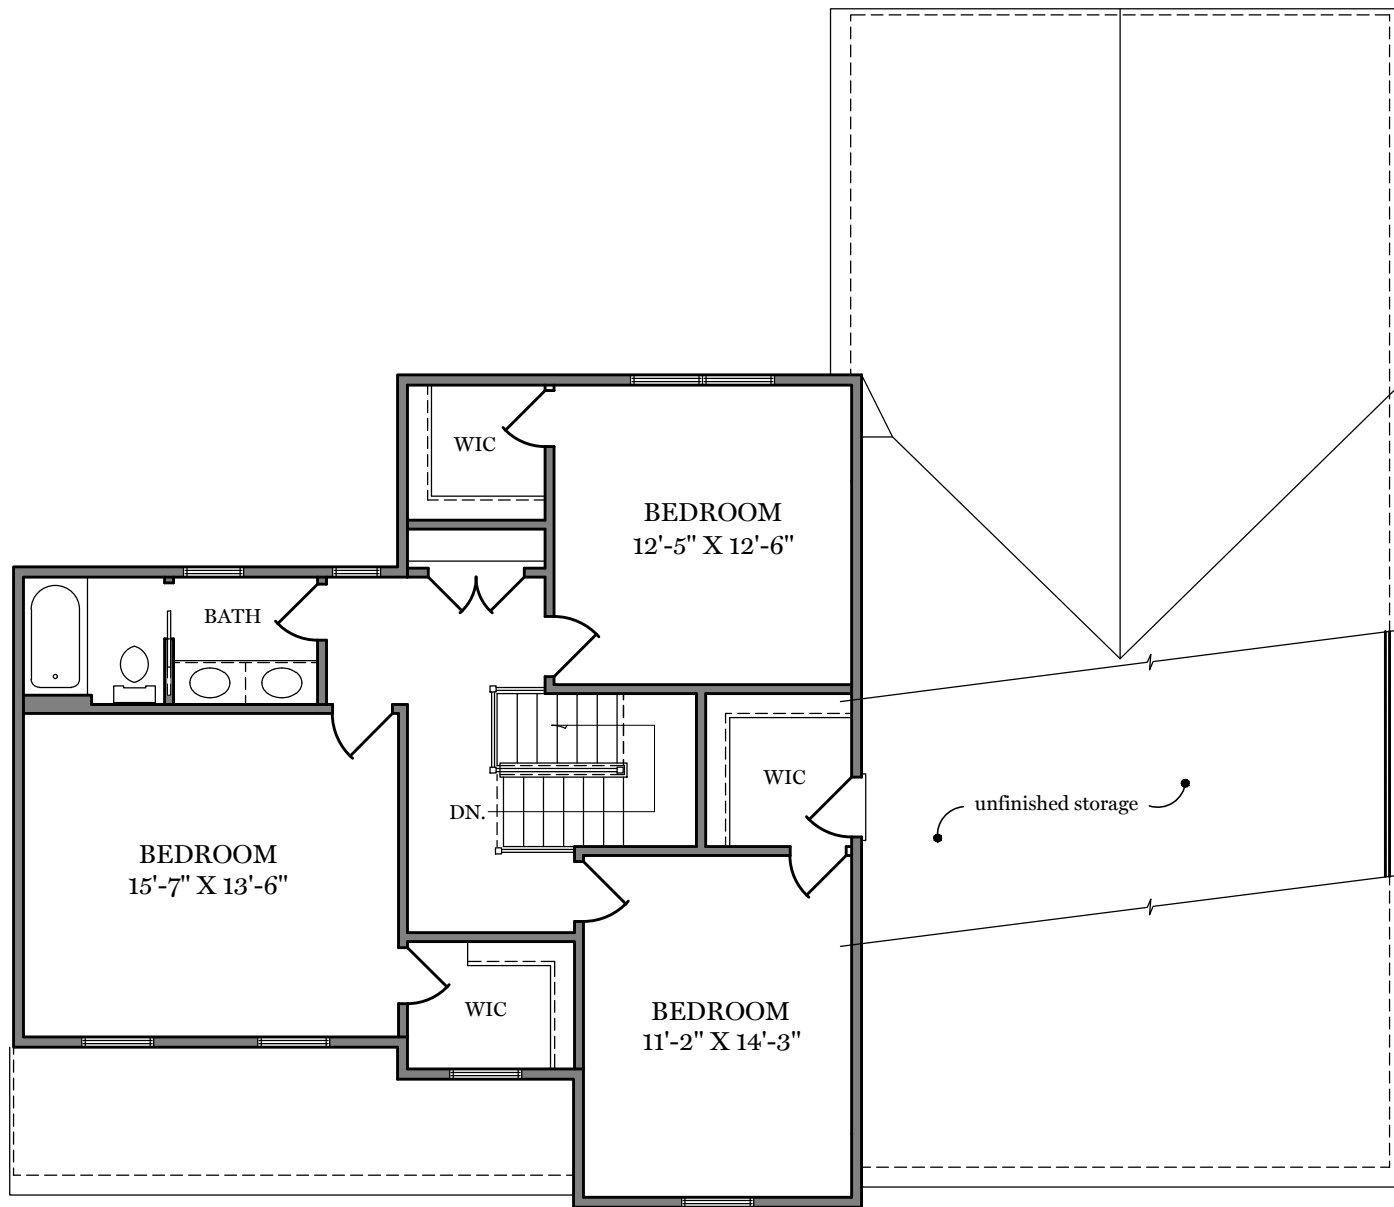 WIC
BEDROOM
12'-5" X 12'-6"
BATH
WIC
unfinished storage
DN.
BEDROOM
15'-7" X 13'-6"
WIC
BEDROOM
11'-2" X 14'-3"